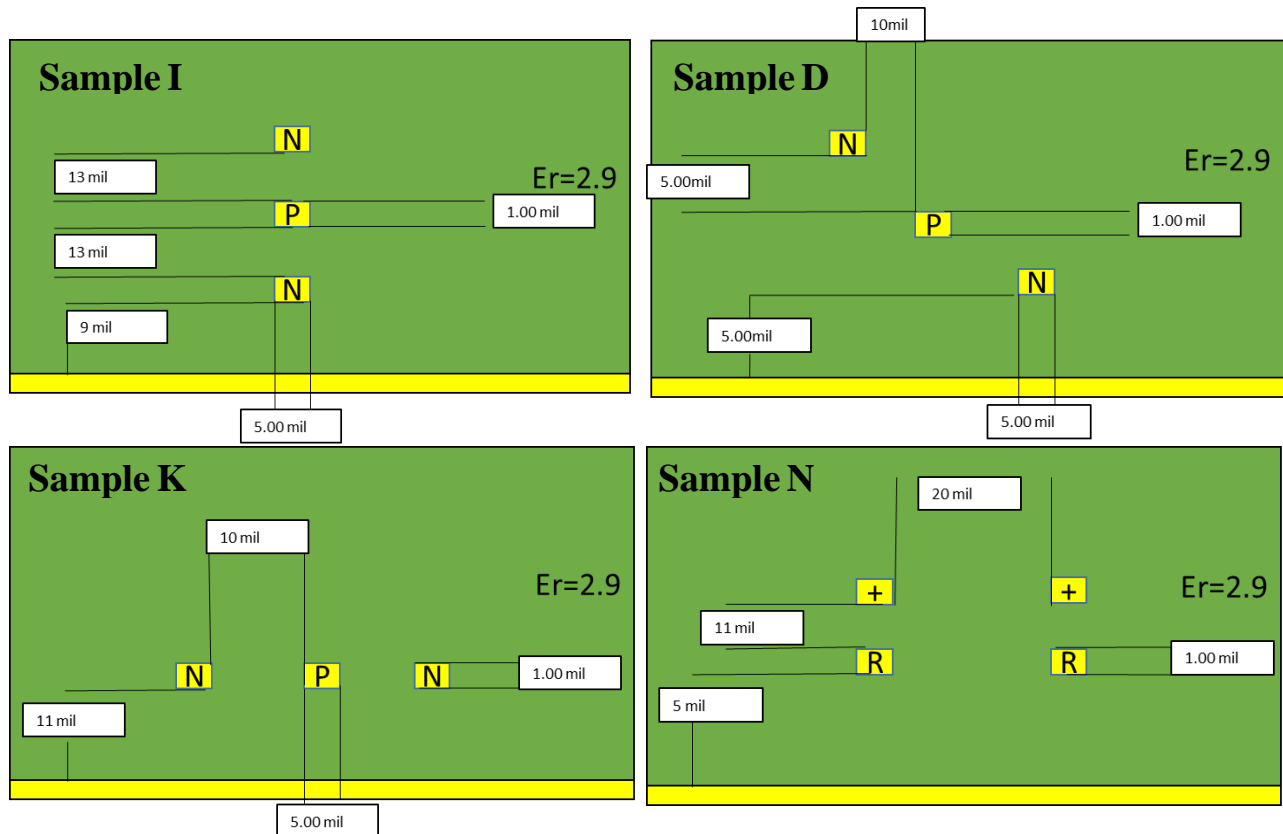 Sample I
N
13 mil
Er=2.9
P
1.00 mil
13 mil
N
9 mil
5.00 mil
10mil
Sample D
N
Er=2.9
5.00mil
P
1.00 mil
N
5.00mil
5.00 mil
Sample K
10 mil
Er=2.9
N P N
1.00 mil
11 mil
5.00 mil
Sample N
20 mil
+ +
Er=2.9
11 mil
R R
1.00 mil
5 mil